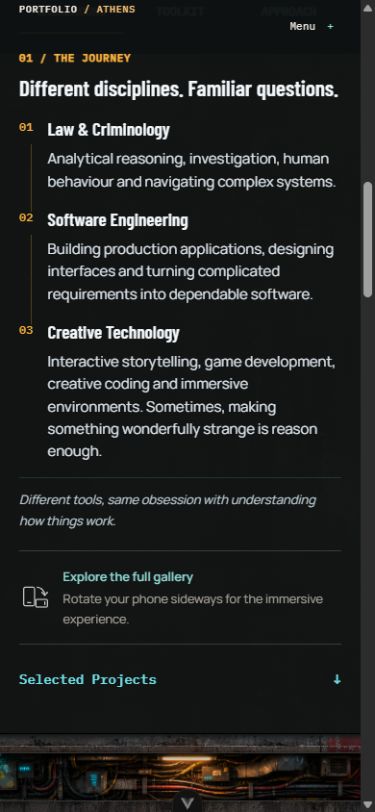 PORTFOLIO / ATHENS
TOOLKIT
APPROACH
Menu +
01 / THE JOURNEY
Different disciplines. Familiar questions.
01 Law & Criminology
Analytical reasoning, investigation, human
behaviour and navigating complex systems.
02 Software Engineering
Building production applications, designing
interfaces and turning complicated
requirements into dependable software.
03 Creative Technology
Interactive storytelling, game development,
creative coding and immersive
environments. Sometimes, making
something wonderfully strange is reason
enough.
Different tools, same obsession with understanding
how things work.
Explore the full gallery
Rotate your phone sideways for the immersive
experience.
Selected Projects ↓